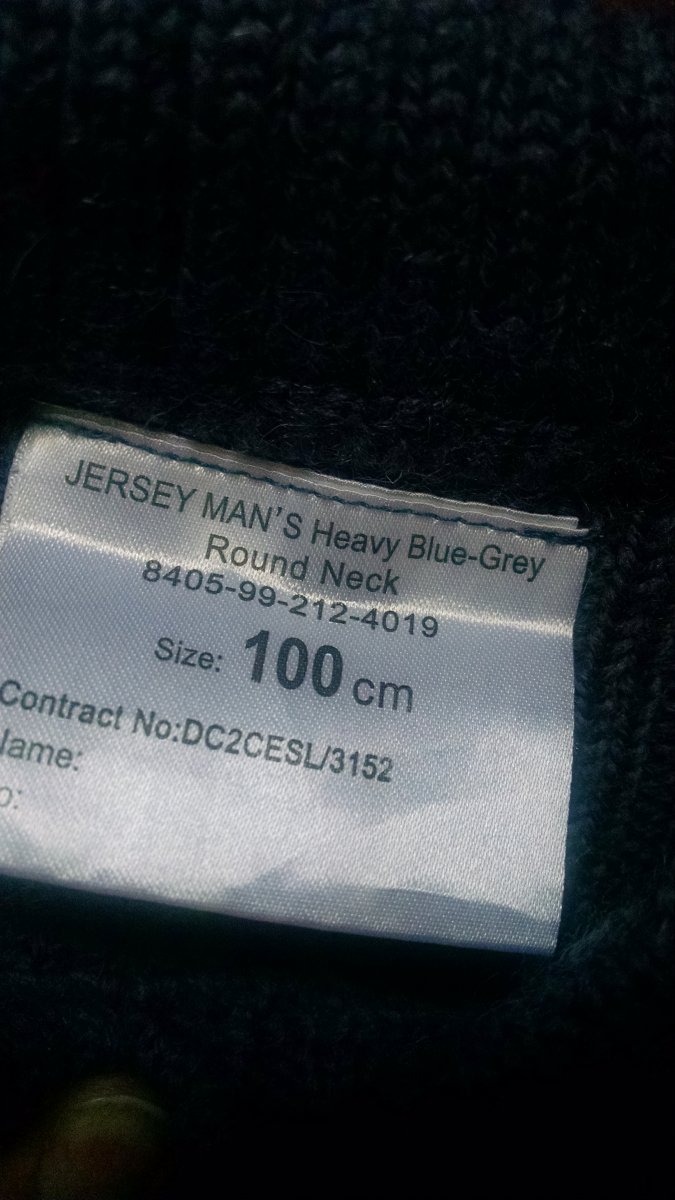 JERSEY MAN'S Heavy Blue-Grey
Round Neck
8405-99-212-4019
Size: 100 cm
Contract No:DC2CESL/3152